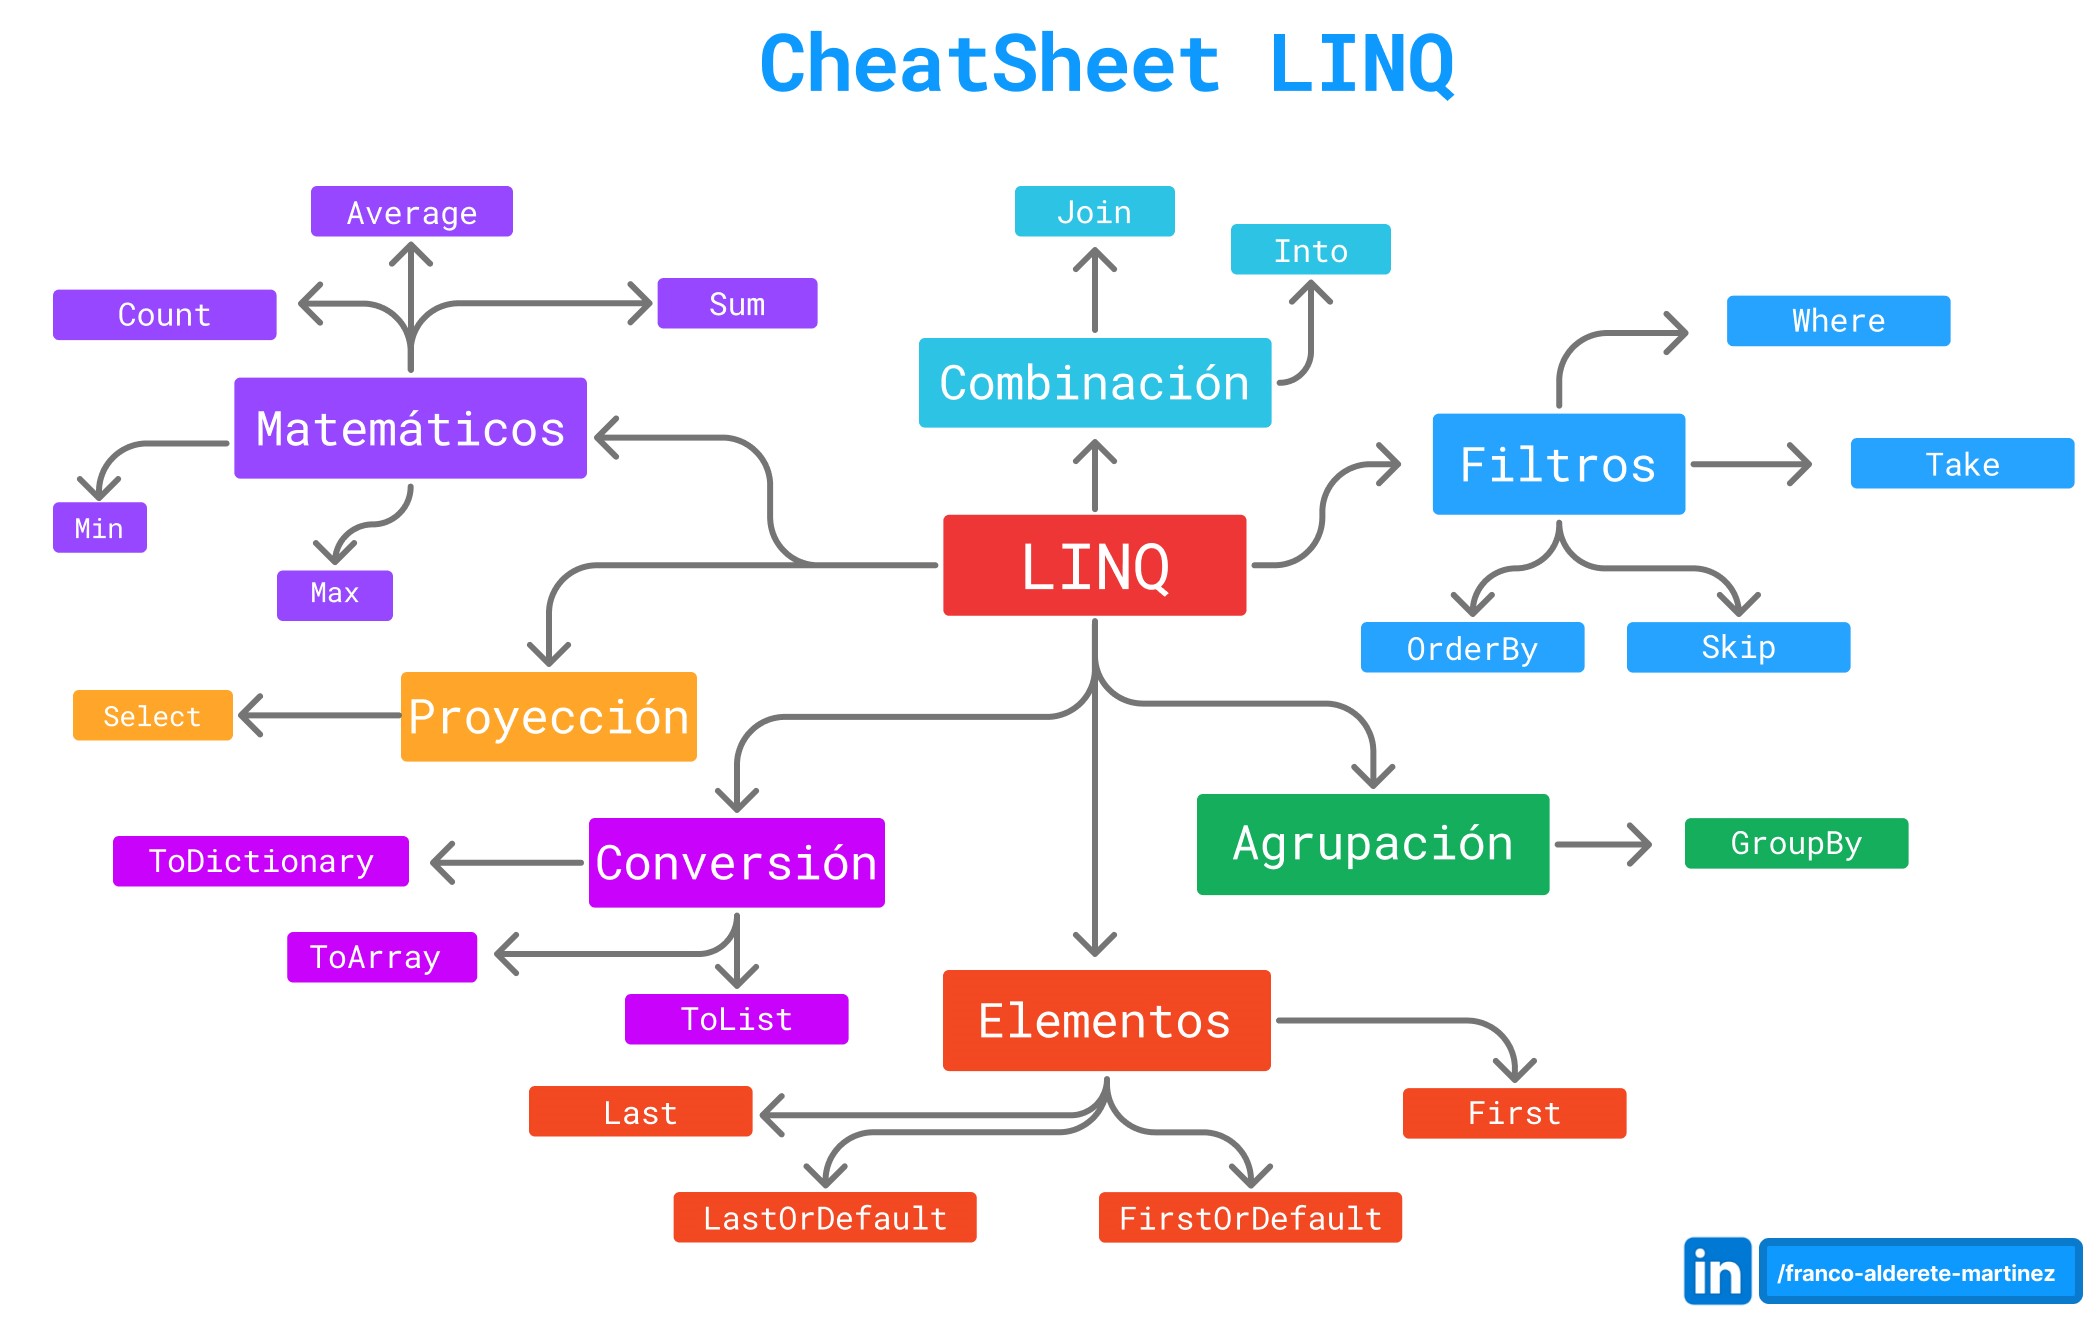 CheatSheet LINQ
Average
Join
Into
Count
Sum
Where
Matemáticos
Combinación
Filtros
Take
Min
Max
LINQ
OrderBy
Skip
Select
Proyección
ToDictionary
Conversión
Agrupación
GroupBy
ToArray
ToList
Elementos
Last
First
LastOrDefault
FirstOrDefault
in
/franco-alderete-martinez